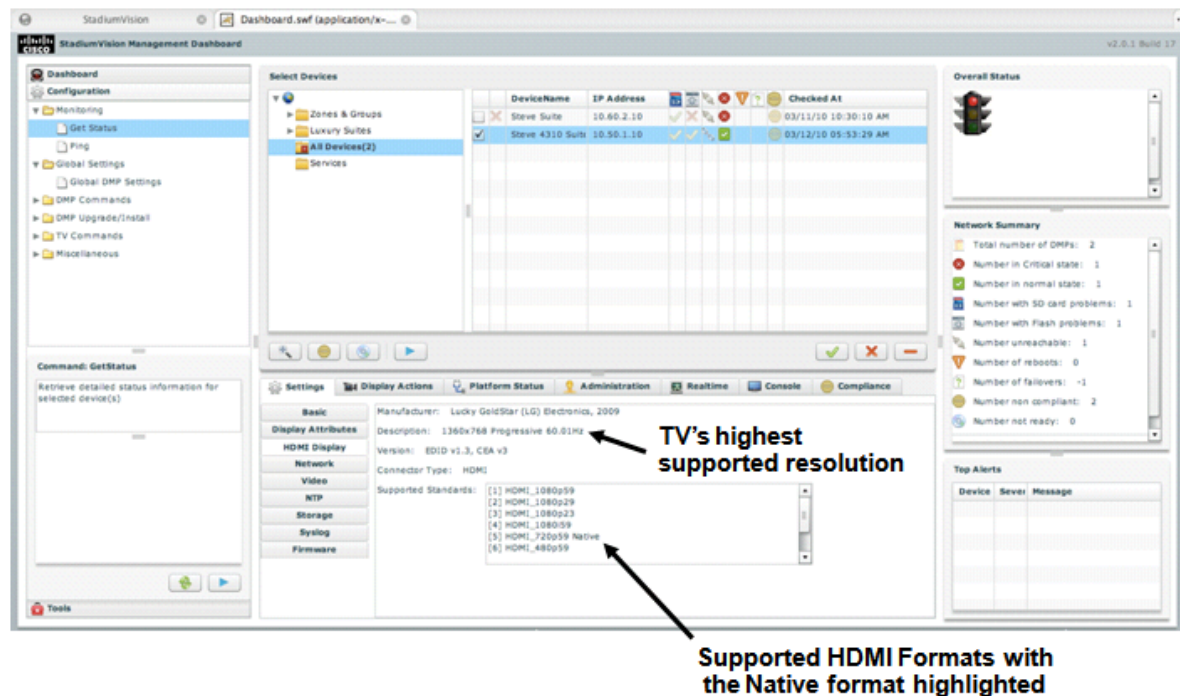 StadiumVision
Dashboard.swf (application/x-...
CISCO StadiumVision Management Dashboard
v2.0.1 Build 17
Dashboard
Configuration
Monitoring
Get Status
Ping
Global Settings
Global DMP Settings
DMP Commands
DMP Upgrade/Install
TV Commands
Miscellaneous
Command: GetStatus
Retrieve detailed status information for
selected device(s)
Tools
Select Devices
Zones & Groups
Luxury Suites
All Devices(2)
Services
DeviceName IP Address Checked At
Steve Suite 10.60.2.10 03/11/10 10:30:10 AM
Steve 4310 Suite 10.50.1.10 03/12/10 05:53:29 AM
Settings Display Actions Platform Status Administration Realtime Console Compliance
Basic
Display Attributes
HDMI Display
Network
Video
NTP
Storage
Syslog
Firmware
Manufacturer: Lucky GoldStar (LG) Electronics, 2009
Description: 1360x768 Progressive 60.01Hz
Version: EDID v1.3, CEA v3
Connector Type: HDMI
Supported Standards:
[1] HDMI_1080p59
[2] HDMI_1080p29
[3] HDMI_1080p23
[4] HDMI_1080i59
[5] HDMI_720p59 Native
[6] HDMI_480p59
TV's highest
supported resolution
Overall Status
Network Summary
Total number of DMPs: 2
Number in Critical state: 1
Number in normal state: 1
Number with SD card problems: 1
Number with Flash problems: 1
Number unreachable: 1
Number of reboots: 0
Number of failovers: -1
Number non compliant: 2
Number not ready: 0
Top Alerts
Device Sever Message
Supported HDMI Formats with
the Native format highlighted